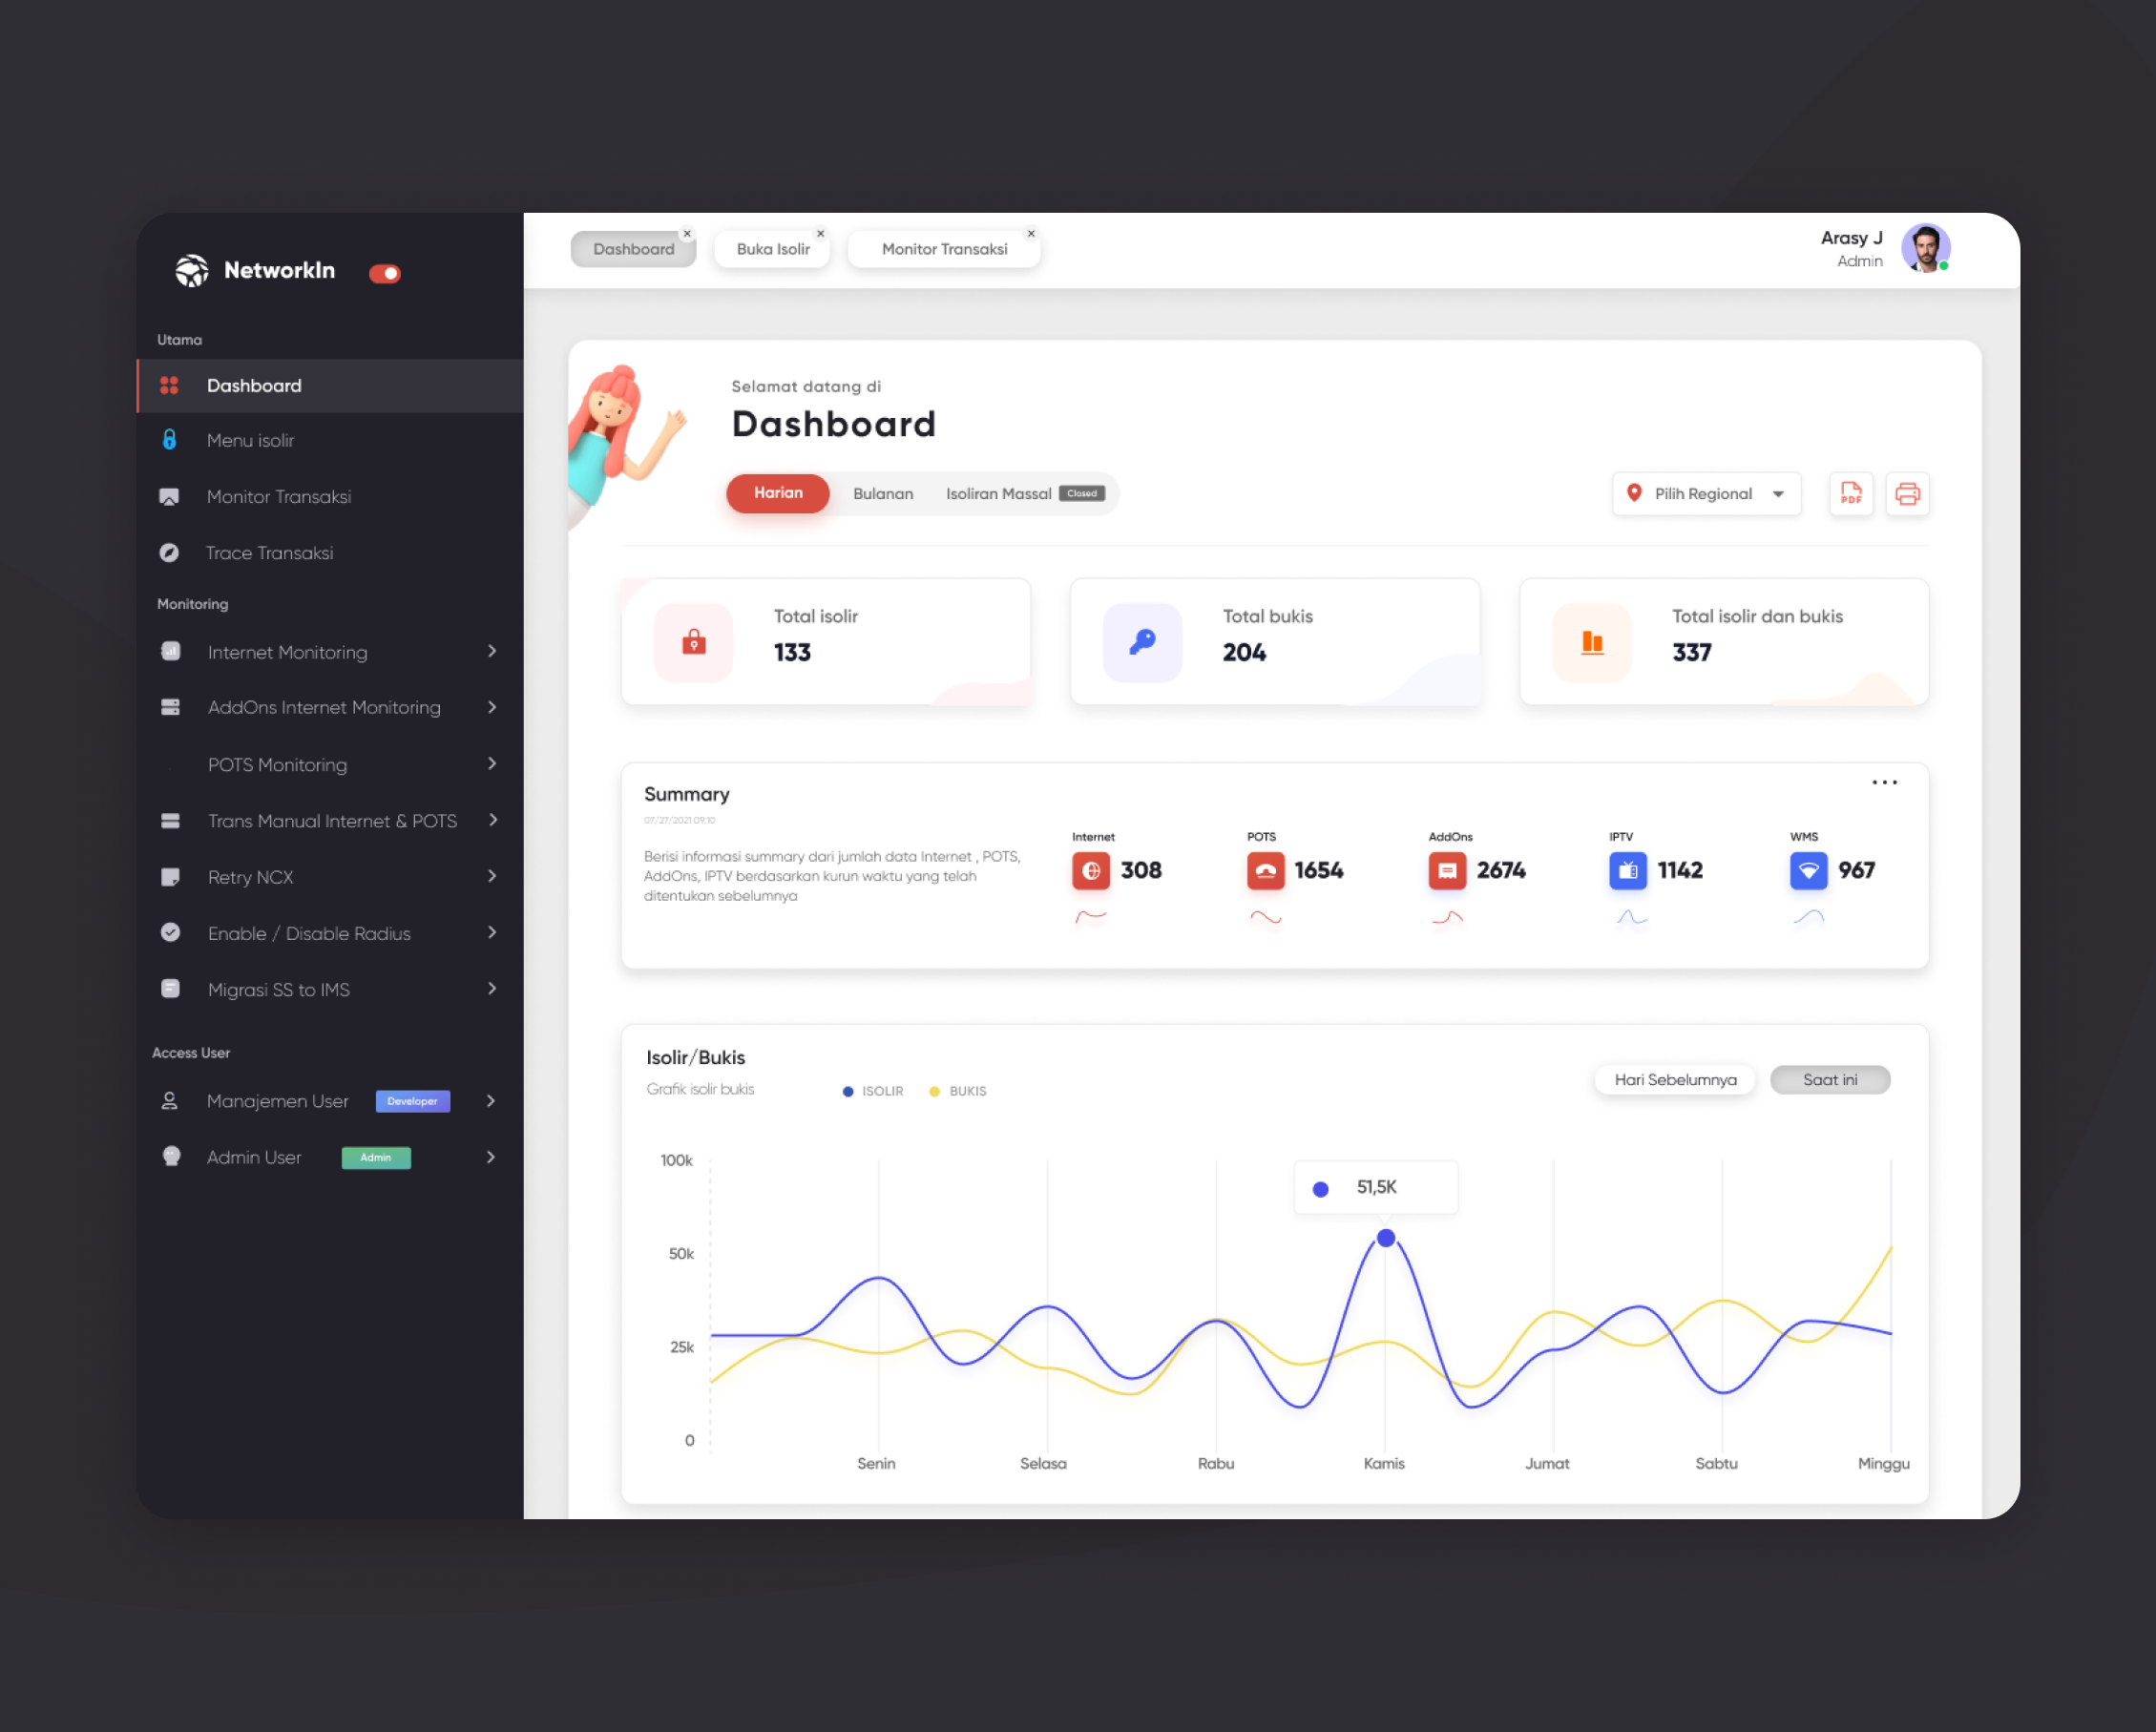 NetworkIn
Utama
Dashboard
Menu isolir
Monitor Transaksi
Trace Transaksi
Monitoring
Internet Monitoring
AddOns Internet Monitoring
POTS Monitoring
Trans Manual Internet & POTS
Retry NCX
Enable / Disable Radius
Migrasi SS to IMS
Access User
Manajemen User Developer
Admin User Admin
Dashboard Buka Isolir Monitor Transaksi
Arasy J
Admin
Selamat datang di
Dashboard
Harian Bulanan Isoliran Massal Closed
Pilih Regional PDF
Total isolir
133
Total bukis
204
Total isolir dan bukis
337
Summary
07/27/2021 09:10
Berisi informasi summary dari jumlah data Internet , POTS,
AddOns, IPTV berdasarkan kurun waktu yang telah
ditentukan sebelumnya
Internet
308
POTS
1654
AddOns
2674
IPTV
1142
WMS
967
Isolir/Bukis
Grafik isolir bukis
ISOLIR BUKIS
Hari Sebelumnya Saat ini
100k
50k
25k
0
51,5K
Senin Selasa Rabu Kamis Jumat Sabtu Minggu